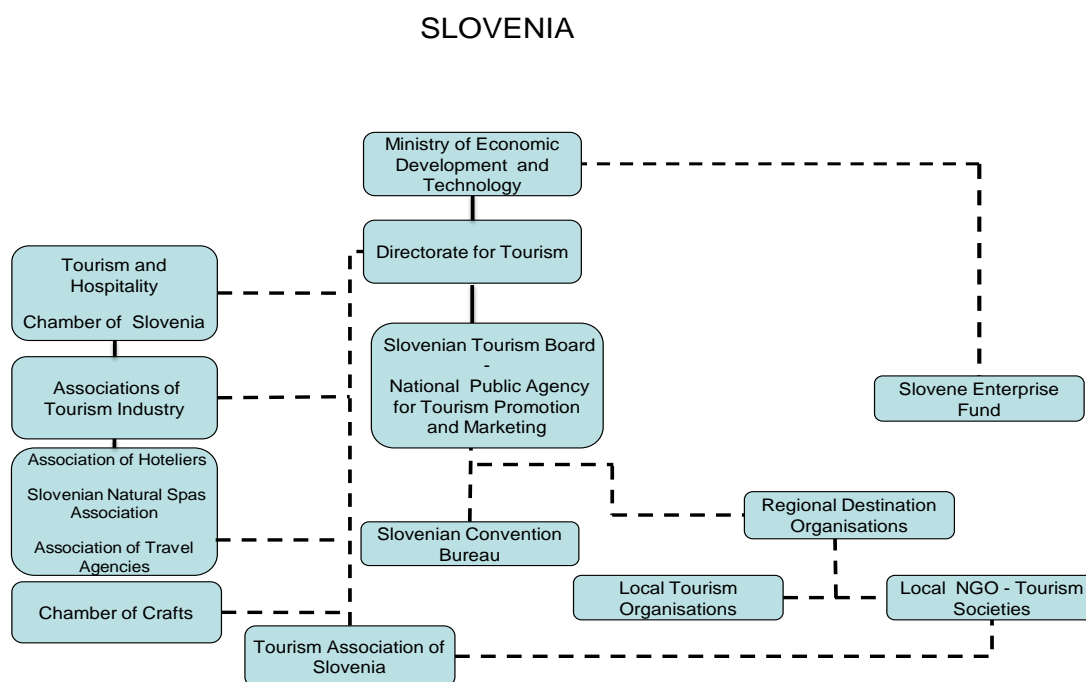 SLOVENIA
Ministry of Economic
Development and
Technology
Directorate for Tourism
Tourism and
Hospitality
Chamber of Slovenia
Slovenian Tourism Board
-
National Public Agency
for Tourism Promotion
and Marketing
Associations of
Tourism Industry
Slovene Enterprise
Fund
Association of Hoteliers
Slovenian Natural Spas
Association
Association of Travel
Agencies
Regional Destination
Organisations
Slovenian Convention
Bureau
Local Tourism
Organisations
Local NGO - Tourism
Societies
Chamber of Crafts
Tourism Association of
Slovenia